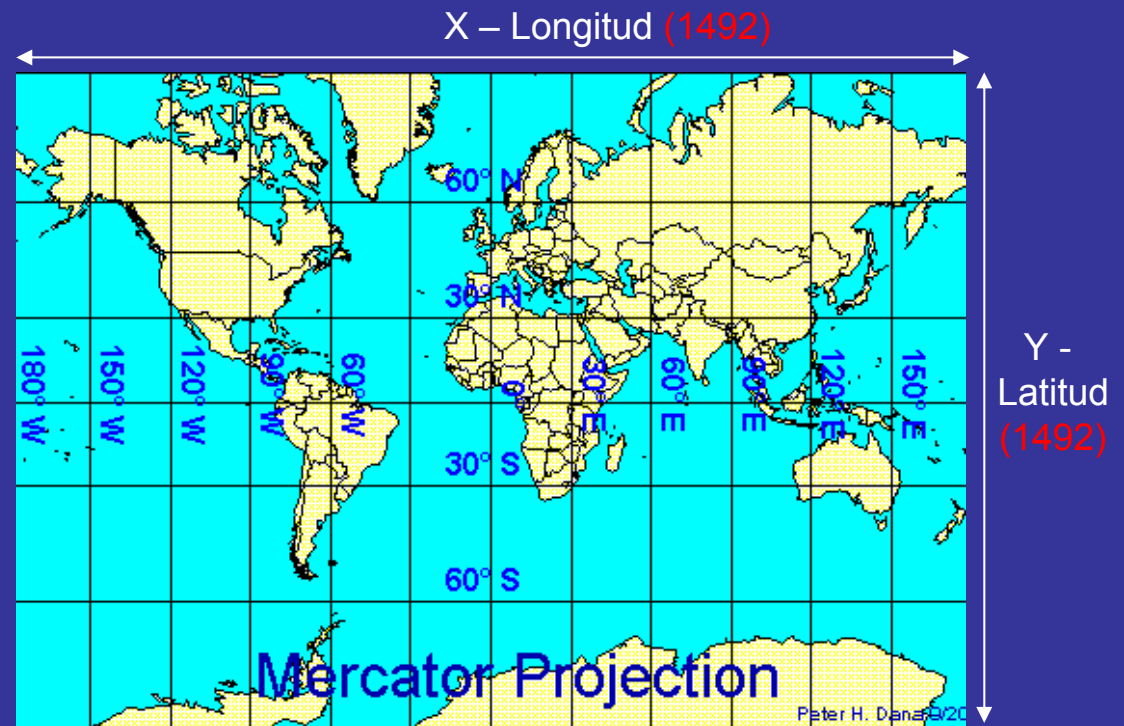 X – Longitud (1492)
60° N
30° N
180° W
150° W
120° W
90° W
60° W
0°
30° E
60° E
90° E
120° E
150° E
Y -
Latitud
(1492)
30° S
60° S
Mercator Projection
Peter H. Dana